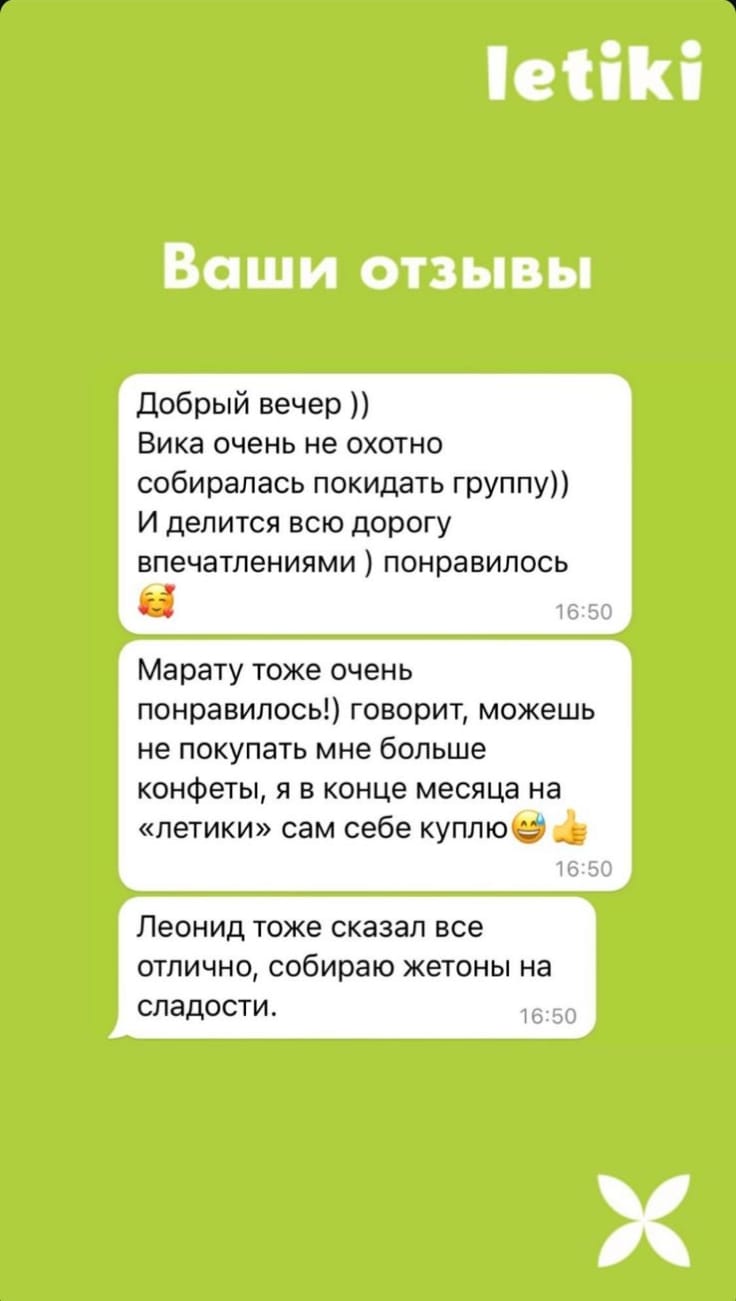 letiki
Ваши отзывы
Добрый вечер ))
Вика очень не охотно
собиралась покидать группу))
И делится всю дорогу
впечатлениями ) понравилось
🥰
16:50
Марату тоже очень
понравилось!) говорит, можешь
не покупать мне больше
конфеты, я в конце месяца на
«летики» сам себе куплю😅👍
16:50
Леонид тоже сказал все
отлично, собираю жетоны на
сладости.
16:50